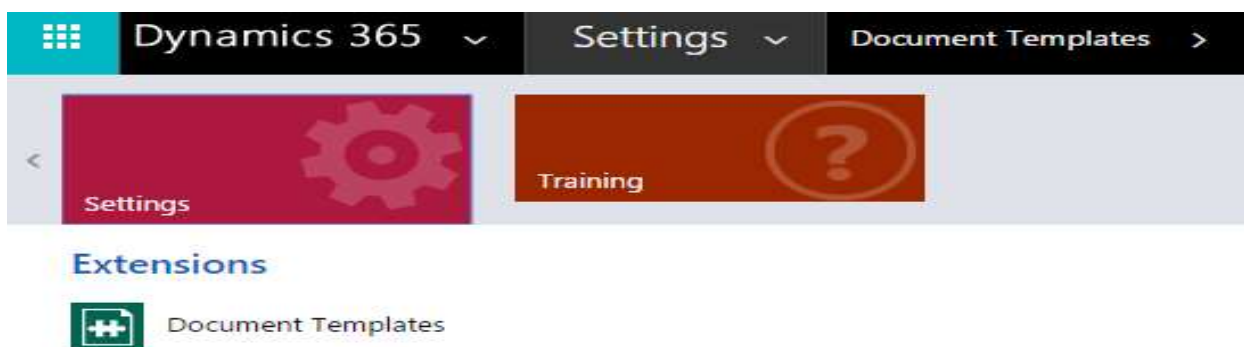 Dynamics 365 Settings Document Templates >
<
Training
Settings
Extensions
Document Templates